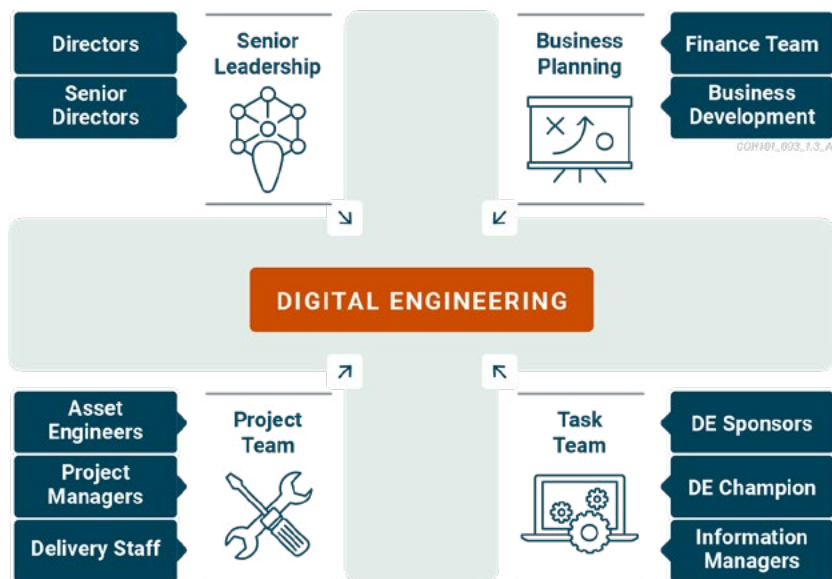 Directors
Senior
Directors
Senior
Leadership
Business
Planning
Finance Team
Business
Development
DIGITAL ENGINEERING
Asset
Engineers
Project
Managers
Delivery Staff
Project
Team
Task
Team
DE Sponsors
DE Champion
Information
Managers